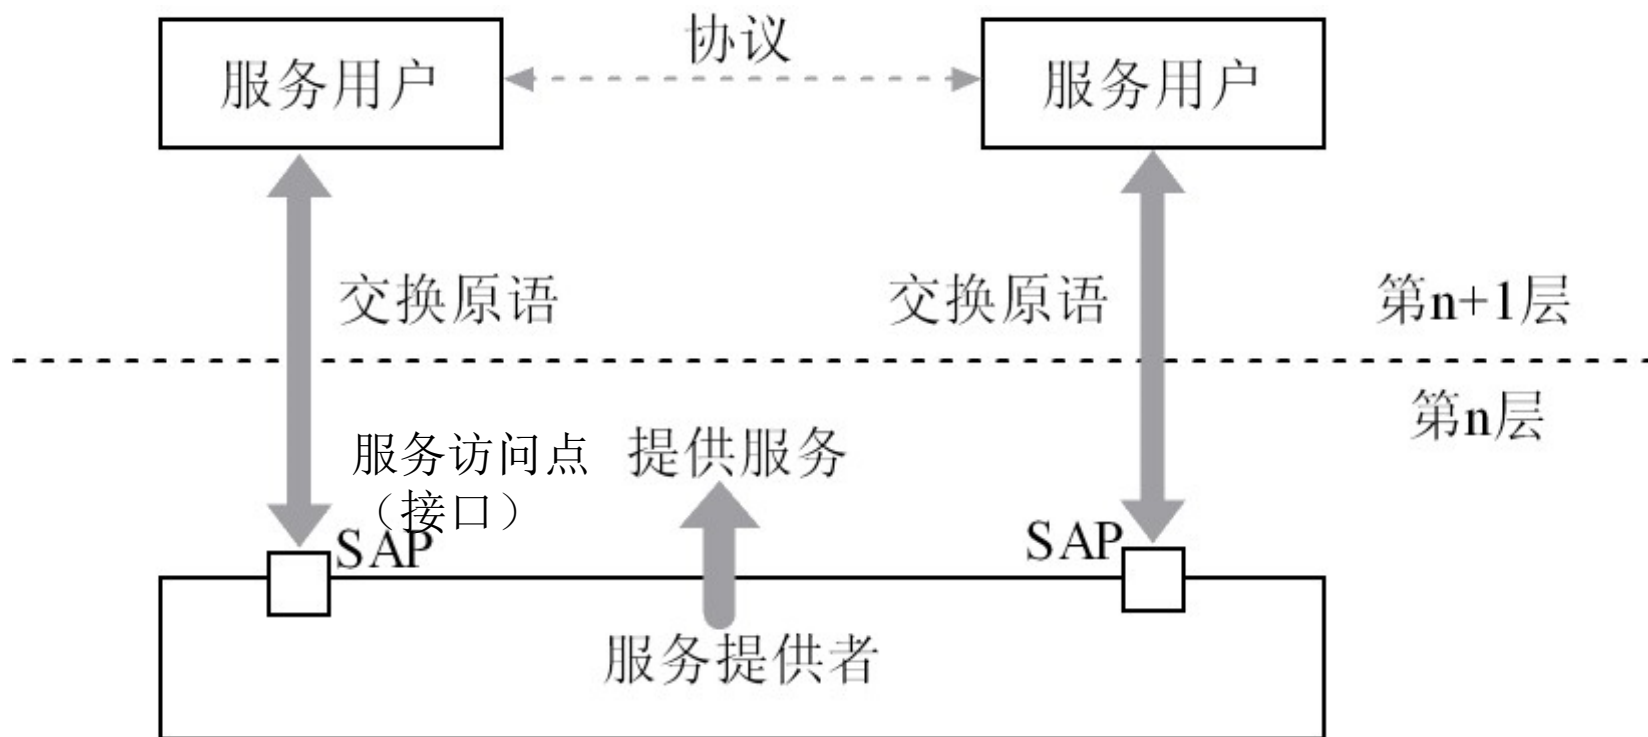 协议
服务用户
服务用户
交换原语
交换原语
第n+1层
第n层
服务访问点
（接口）
提供服务
SAP
SAP
服务提供者